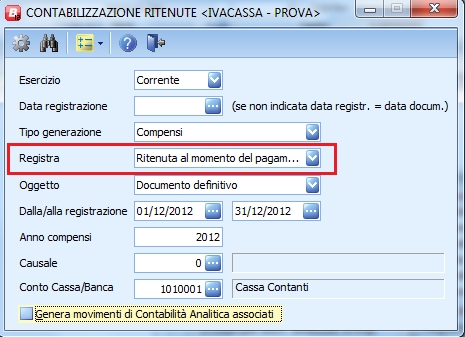 CONTABILIZZAZIONE RITENUTE <IVACASSA - PROVA>
Esercizio Corrente
Data registrazione (se non indicata data registr. = data docum.)
Tipo generazione Compensi
Registra Ritenuta al momento del pagam...
Oggetto Documento definitivo
Dalla/alla registrazione 01/12/2012 31/12/2012
Anno compensi 2012
Causale 0
Conto Cassa/Banca 1010001 Cassa Contanti
Genera movimenti di Contabilità Analitica associati